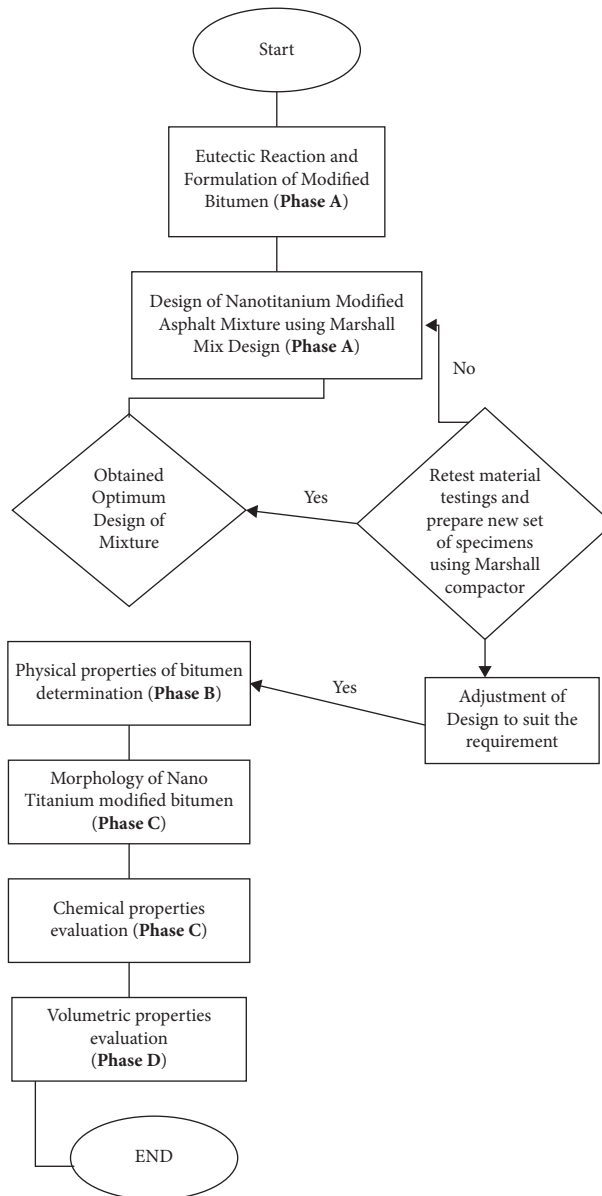 Start
Eutectic Reaction and
Formulation of Modified
Bitumen (Phase A)
Design of Nanotitanium Modified
Asphalt Mixture using Marshall
Mix Design (Phase A)
No
Obtained
Optimum
Design of
Mixture
Yes
Retest material
testings and
prepare new set
of specimens
using Marshall
compactor
Physical properties of bitumen
determination (Phase B)
Yes
Adjustment of
Design to suit the
requirement
Morphology of Nano
Titanium modified bitumen
(Phase C)
Chemical properties
evaluation (Phase C)
Volumetric properties
evaluation
(Phase D)
END